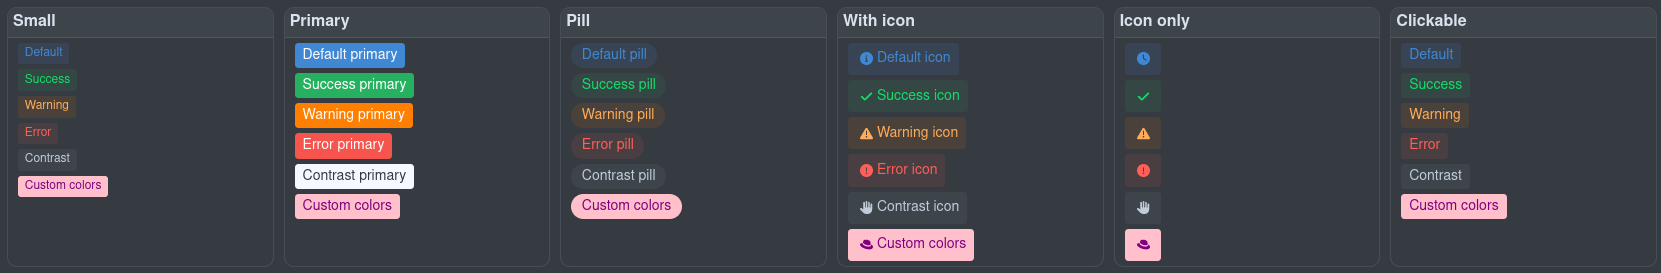 Small
Default
Success
Warning
Error
Contrast
Custom colors
Primary
Default primary
Success primary
Warning primary
Error primary
Contrast primary
Custom colors
Pill
Default pill
Success pill
Warning pill
Error pill
Contrast pill
Custom colors
With icon
Default icon
Success icon
Warning icon
Error icon
Contrast icon
Custom colors
Icon only
Clickable
Default
Success
Warning
Error
Contrast
Custom colors